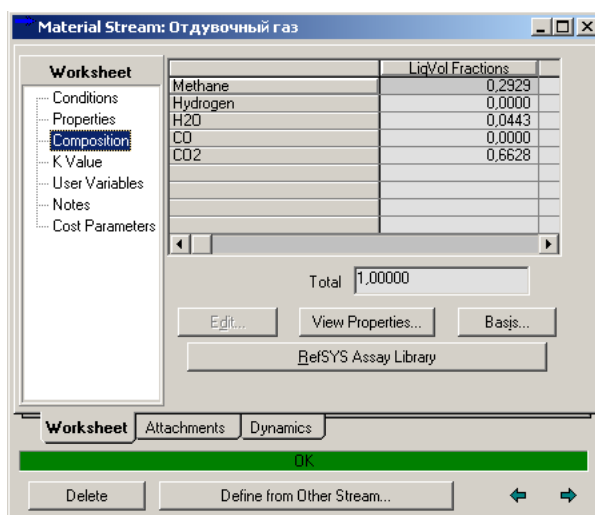 Material Stream: Отдувочный газ
Worksheet
Conditions
Properties
Composition
K Value
User Variables
Notes
Cost Parameters
LiqVol Fractions
Methane 0,2929
Hydrogen 0,0000
H2O 0,0443
CO 0,0000
CO2 0,6628
Total 1,00000
Edit... View Properties... Basis...
RefSYS Assay Library
Worksheet Attachments Dynamics
OK
Delete Define from Other Stream...